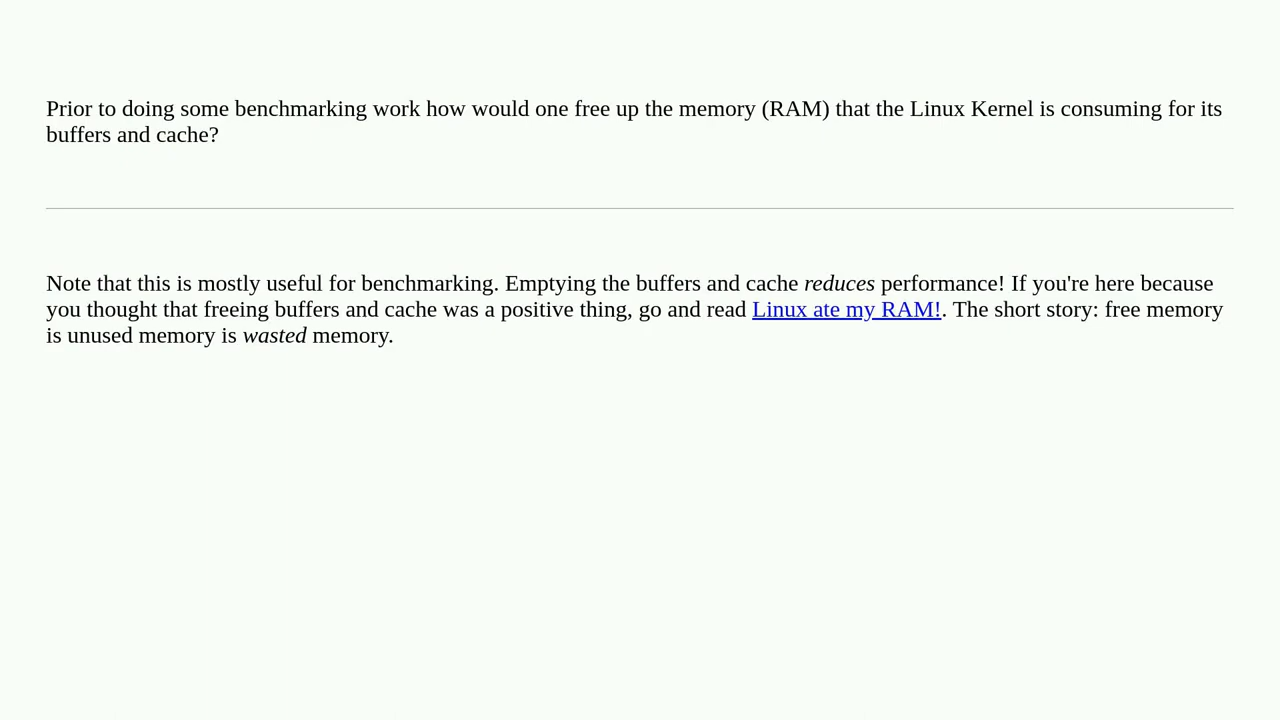 Prior to doing some benchmarking work how would one free up the memory (RAM) that the Linux Kernel is consuming for its
buffers and cache?
Note that this is mostly useful for benchmarking. Emptying the buffers and cache reduces performance! If you're here because
you thought that freeing buffers and cache was a positive thing, go and read Linux ate my RAM!. The short story: free memory
is unused memory is wasted memory.